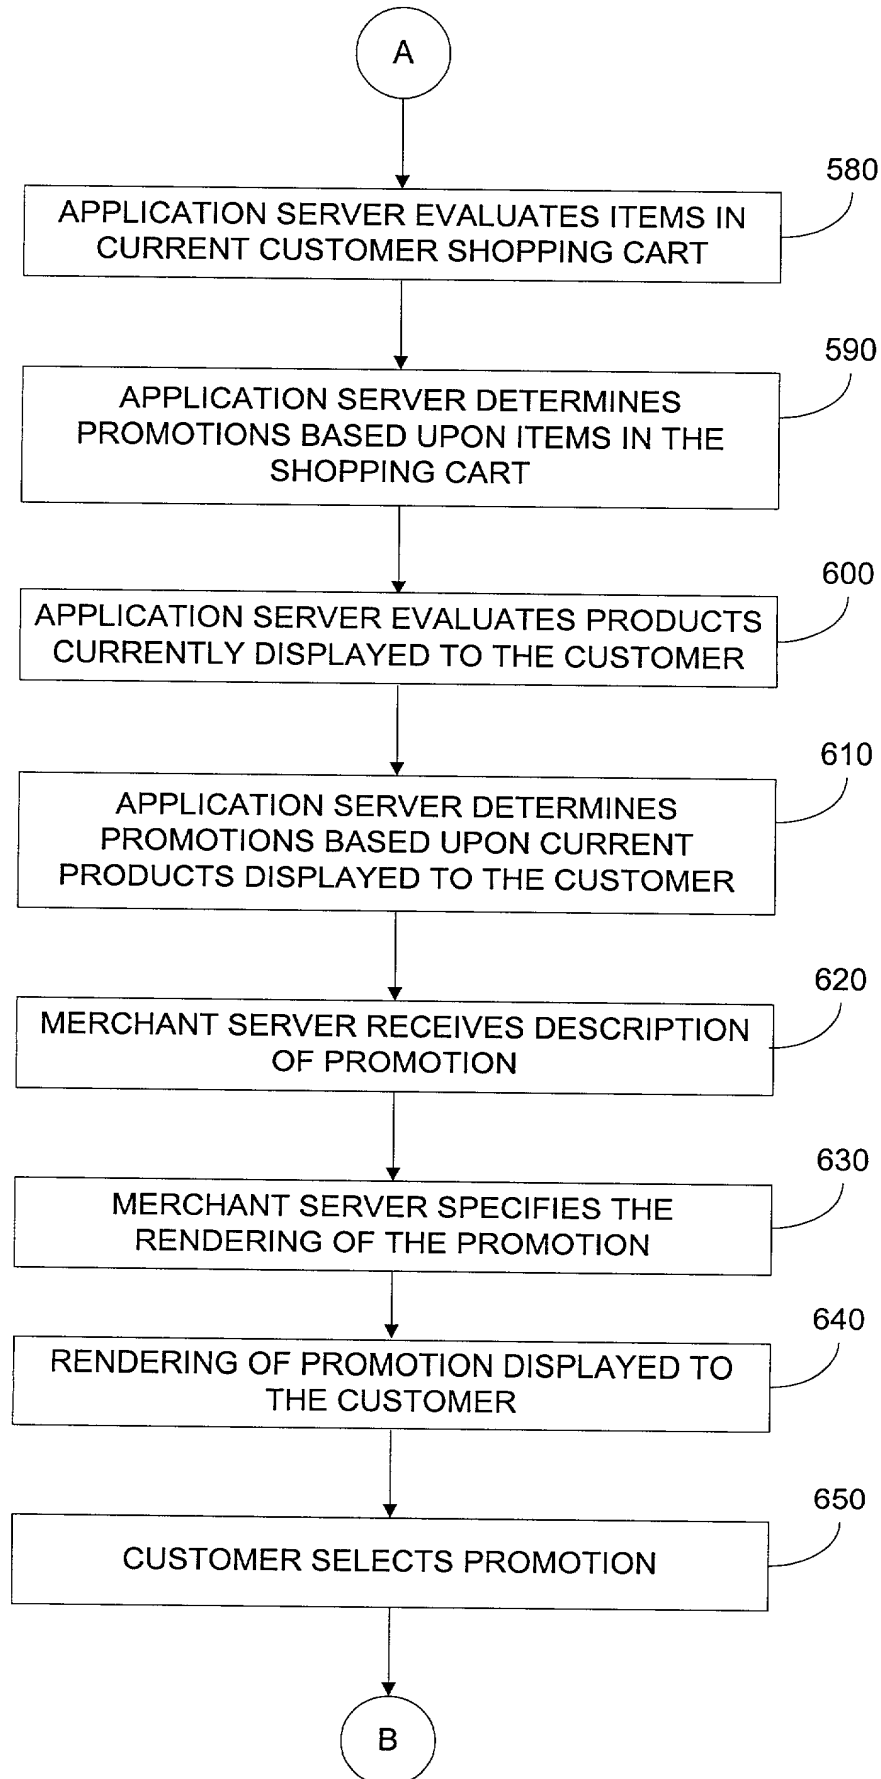 A
580
APPLICATION SERVER EVALUATES ITEMS IN
CURRENT CUSTOMER SHOPPING CART
590
APPLICATION SERVER DETERMINES
PROMOTIONS BASED UPON ITEMS IN THE
SHOPPING CART
600
APPLICATION SERVER EVALUATES PRODUCTS
CURRENTLY DISPLAYED TO THE CUSTOMER
610
APPLICATION SERVER DETERMINES
PROMOTIONS BASED UPON CURRENT
PRODUCTS DISPLAYED TO THE CUSTOMER
620
MERCHANT SERVER RECEIVES DESCRIPTION
OF PROMOTION
630
MERCHANT SERVER SPECIFIES THE
RENDERING OF THE PROMOTION
640
RENDERING OF PROMOTION DISPLAYED TO
THE CUSTOMER
650
CUSTOMER SELECTS PROMOTION
B